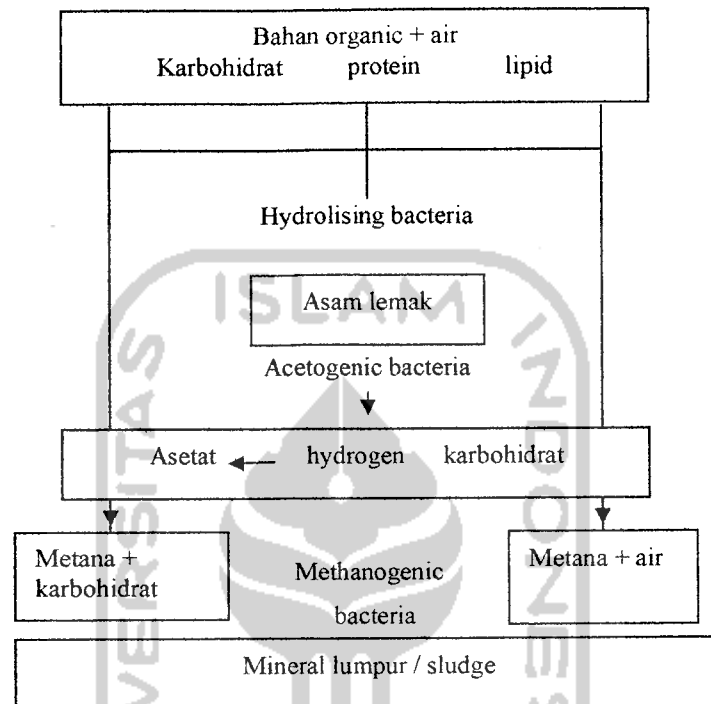 Bahan organic + air
Karbohidrat protein lipid
Hydrolising bacteria
ISLAM
Asam lemak
Acetogenic bacteria
Asetat hydrogen karbohidrat
Metana +
karbohidrat
Methanogenic
bacteria
Metana + air
Mineral lumpur / sludge